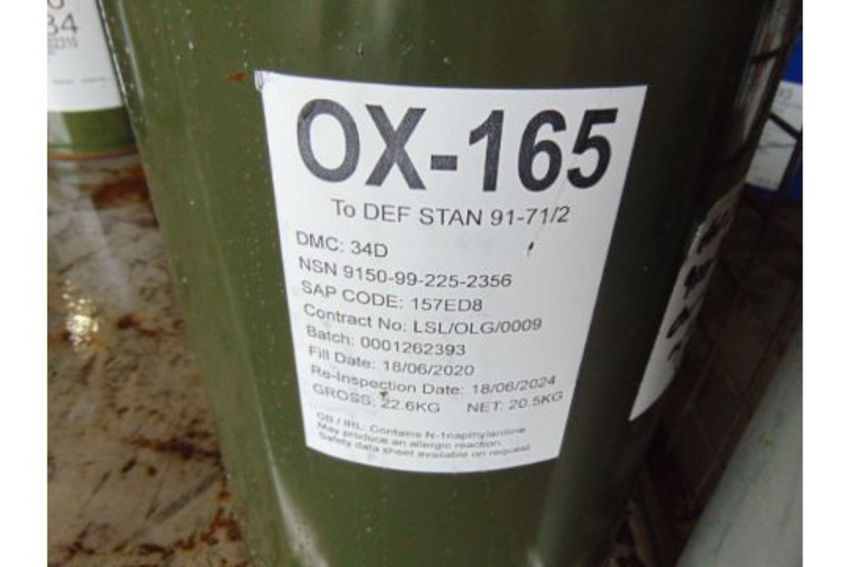 34
OX-165
To DEF STAN 91-71/2
DMC: 34D
NSN 9150-99-225-2356
SAP CODE: 157ED8
Contract No: LSL/OLG/0009
Batch: 0001262393
Fill Date: 18/06/2020
Re-Inspection Date: 18/06/2024
GROSS: 22.6KG NET: 20.5KG
GB / IRL: Contains N-1napthylaniline
May produce an allergic reaction.
Safety data sheet available on request